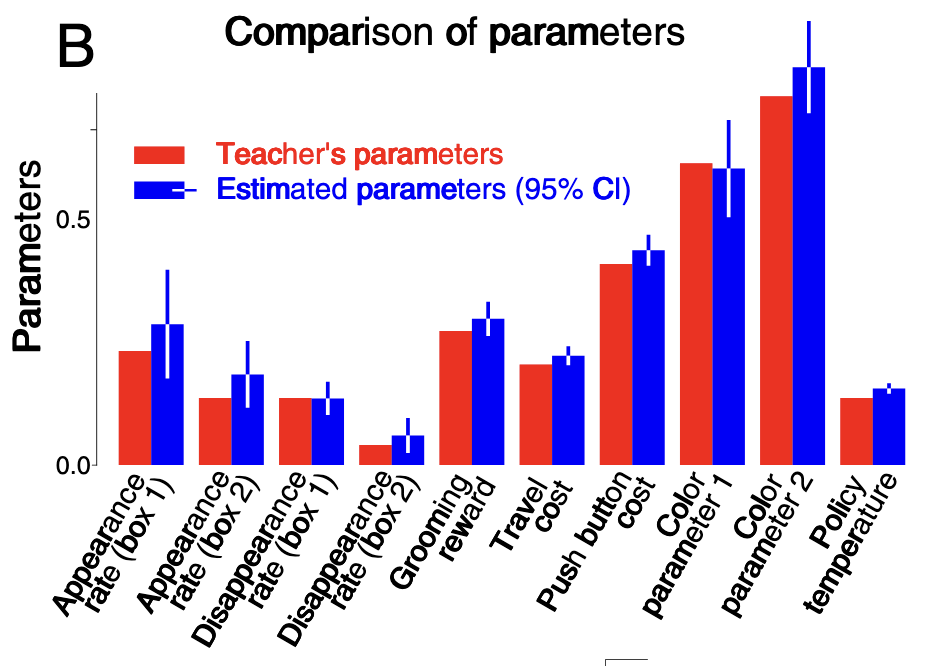 B
Comparison of parameters
Teacher's parameters
Estimated parameters (95% CI)
Parameters
0.5
0.0
Appearance
rate (box 1)
Appearance
rate (box 2)
Disappearance
rate (box 1)
Disappearance
rate (box 2)
Grooming
reward
Travel
cost
Push button
cost
Color
parameter 1
Color
parameter 2
Policy
temperature